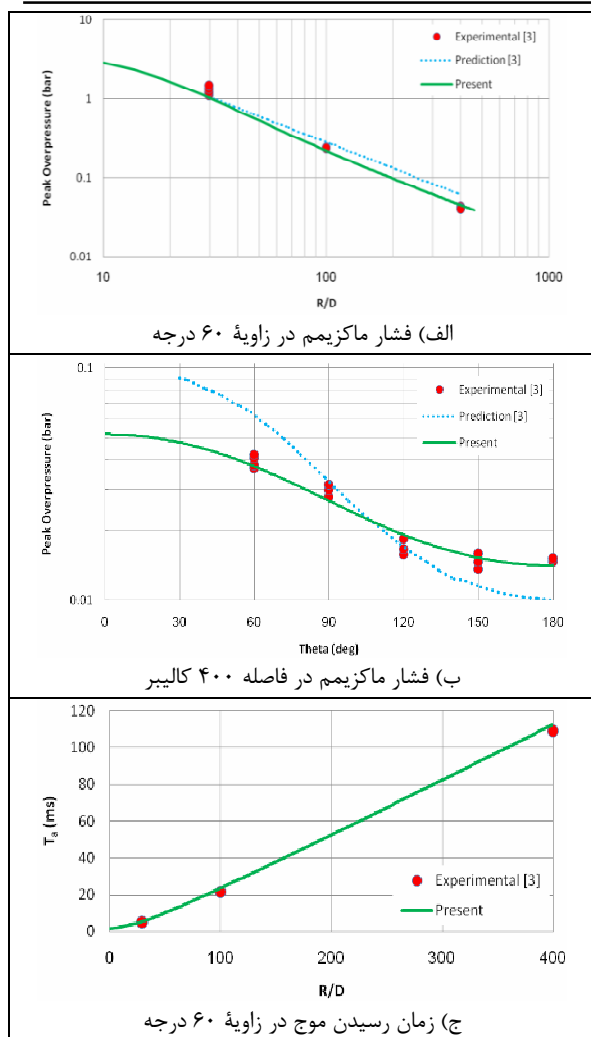 10
1
0.1
0.01
Peak Overpressure (bar)
Experimental [3]
Prediction [3]
Present
10
100
1000
R/D
الف) فشار ماکزیمم در زاویۀ ۶۰ درجه
0.1
0.01
Peak Overpressure (bar)
Experimental [3]
Prediction [3]
Present
0 30 60 90 120 150 180
Theta (deg)
ب) فشار ماکزیمم در فاصله ۴۰۰ کالیبر
120
100
80
60
40
20
0
Ta (ms)
Experimental [3]
Present
0 100 200 300 400
R/D
ج) زمان رسیدن موج در زاویۀ ۶۰ درجه